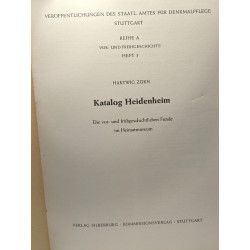 VERÖFFENTLICHUNGEN DES STAATL. AMTES FÜR DENKMALPFLEGE
STUTTGART
REIHE A
VOR- UND FRÜHGESCHICHTE
HEFT 3
HARTWIG ZÜRN
Katalog Heidenheim
Die vor- und frühgeschichtlichen Funde
im Heimatmuseum
VERLAG SILBERBURG · STUTTGART